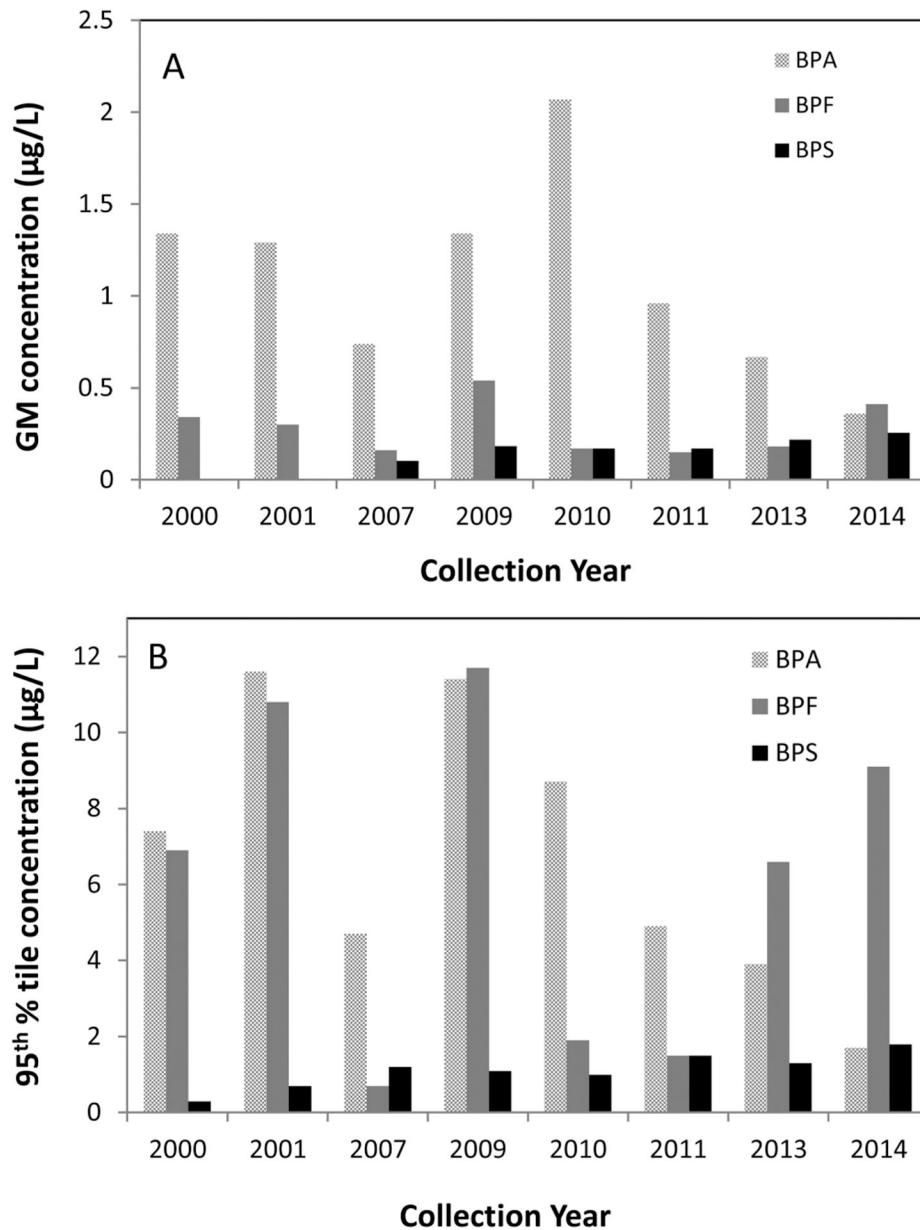 A
GM concentration (µg/L)
2.5
2
1.5
1
0.5
0
BPA
BPF
BPS
2000 2001 2007 2009 2010 2011 2013 2014
Collection Year
B
95th % tile concentration (µg/L)
12
10
8
6
4
2
0
BPA
BPF
BPS
2000 2001 2007 2009 2010 2011 2013 2014
Collection Year